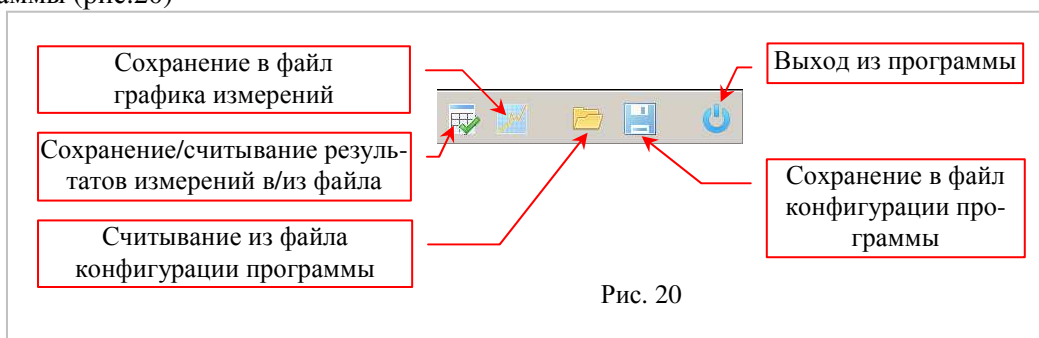 аммы (рис.20)
Сохранение в файл
графика измерений
Сохранение/считывание резуль-
татов измерений в/из файла
Считывание из файла
конфигурации программы
Выход из программы
Сохранение в файл
конфигурации про-
граммы
Рис. 20